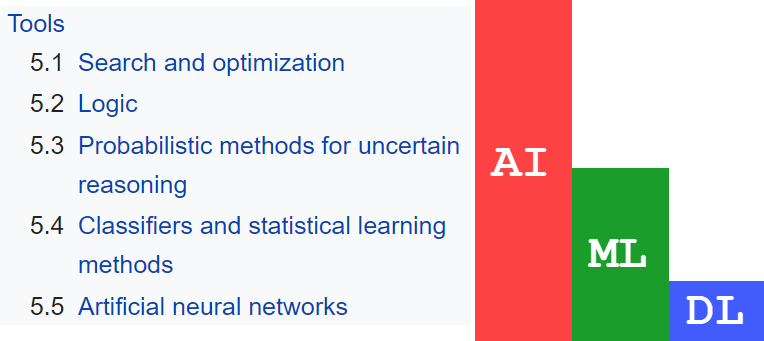 Tools
5.1 Search and optimization
5.2 Logic
5.3 Probabilistic methods for uncertain
reasoning
5.4 Classifiers and statistical learning
methods
5.5 Artificial neural networks
AI
ML
DL